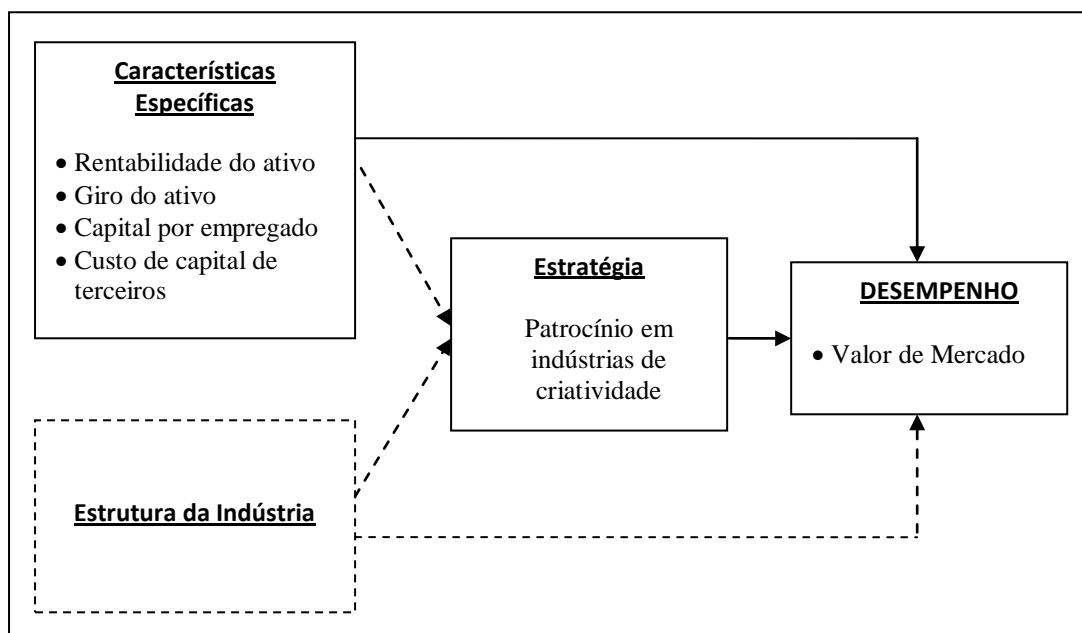 Características
Específicas
• Rentabilidade do ativo
• Giro do ativo
• Capital por empregado
• Custo de capital de
terceiros
Estratégia
Patrocínio em
indústrias de
criatividade
DESEMPENHO
• Valor de Mercado
Estrutura da Indústria